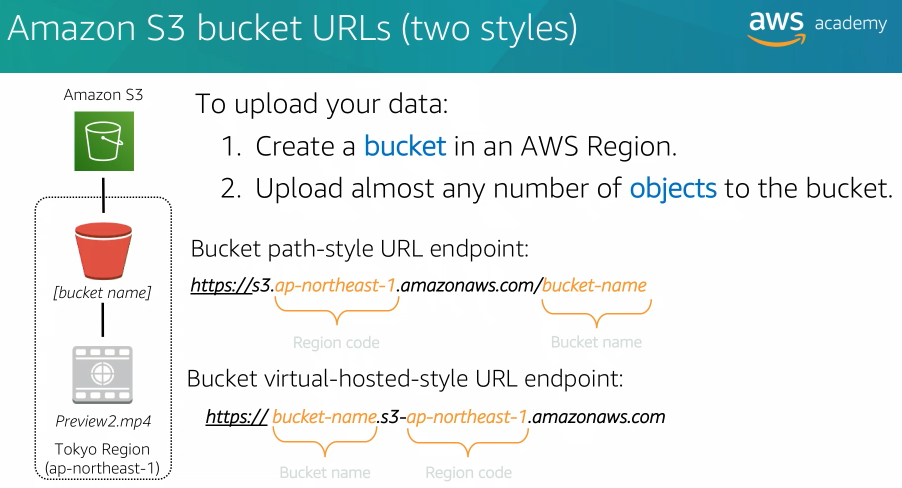 Amazon S3 bucket URLs (two styles)
aws academy
Amazon S3
To upload your data:
1. Create a bucket in an AWS Region.
2. Upload almost any number of objects to the bucket.
[bucket name]
Preview2.mp4
Tokyo Region
(ap-northeast-1)
Bucket path-style URL endpoint:
https://s3.ap-northeast-1.amazonaws.com/bucket-name
Region code
Bucket name
Bucket virtual-hosted-style URL endpoint:
https:// bucket-name.s3-ap-northeast-1.amazonaws.com
Bucket name
Region code